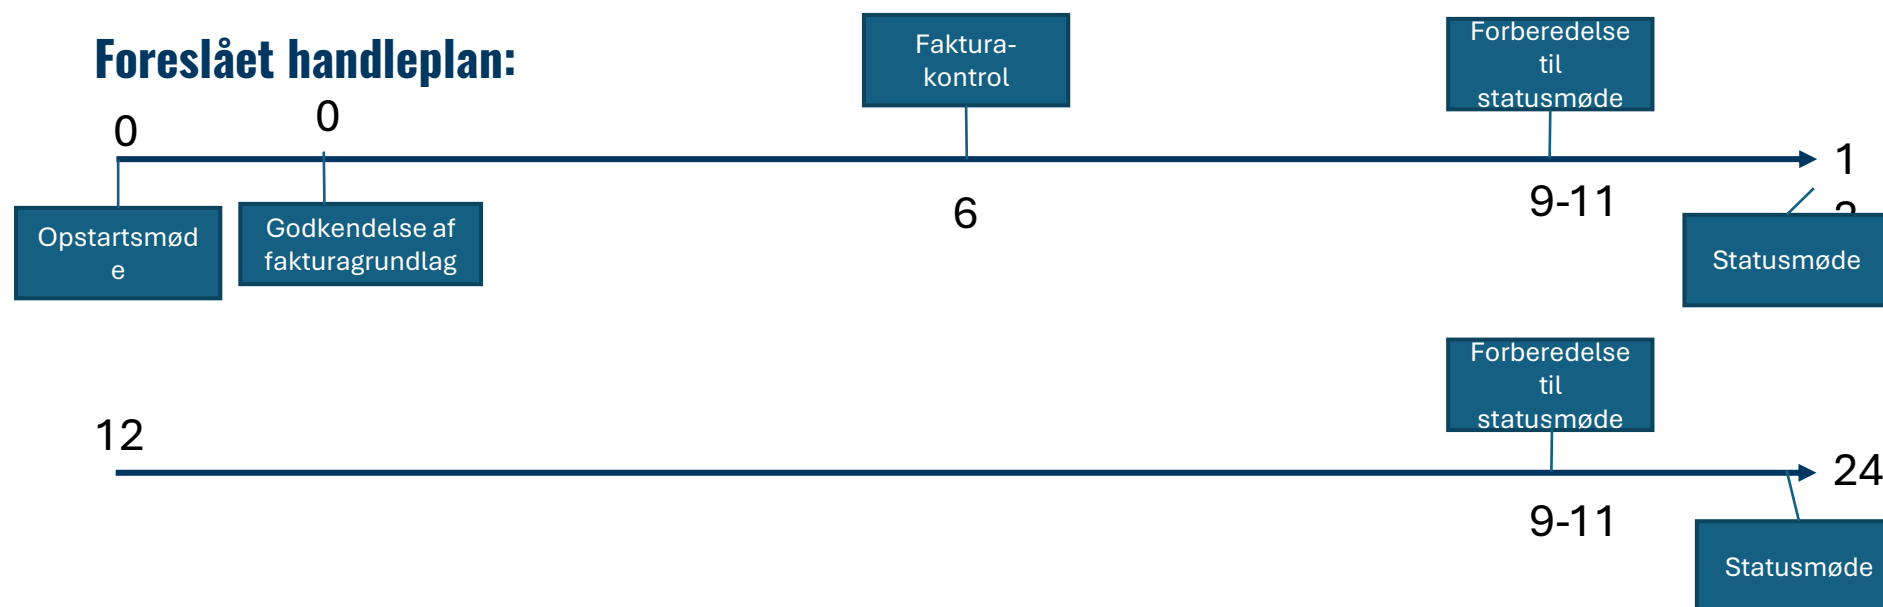 Foreslået handleplan:
Faktura-
kontrol
Forberedelse
til
statusmøde
0
0
1
6
9-11
Opstartsmød
e
Godkendelse af
fakturagrundlag
Statusmøde
Forberedelse
til
statusmøde
12
24
9-11
Statusmøde